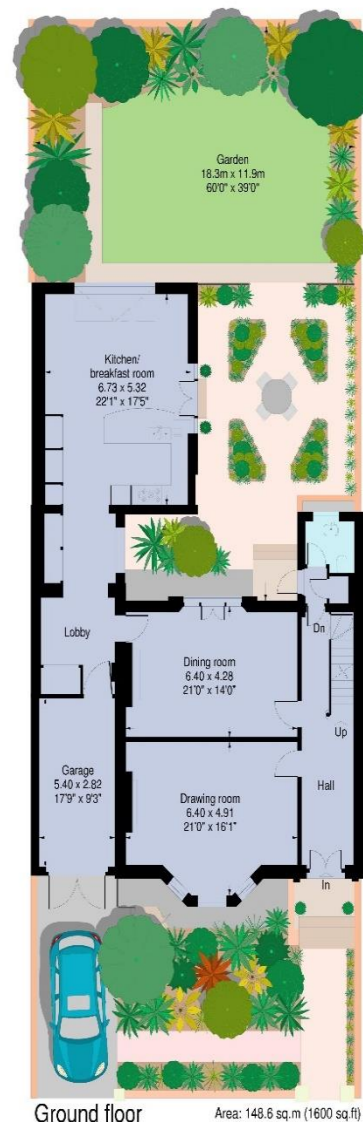 Garden
18.3m x 11.9m
60'0" x 39'0"
Kitchen/
breakfast room
6.73 x 5.32
22'1" x 17'5"
Lobby
Dn
Dining room
6.40 x 4.28
21'0" x 14'0"
Up
Garage
5.40 x 2.82
17'9" x 9'3"
Drawing room
6.40 x 4.91
21'0" x 16'1"
Hall
In
Ground floor
Area: 148.6 sq.m (1600 sq.ft)